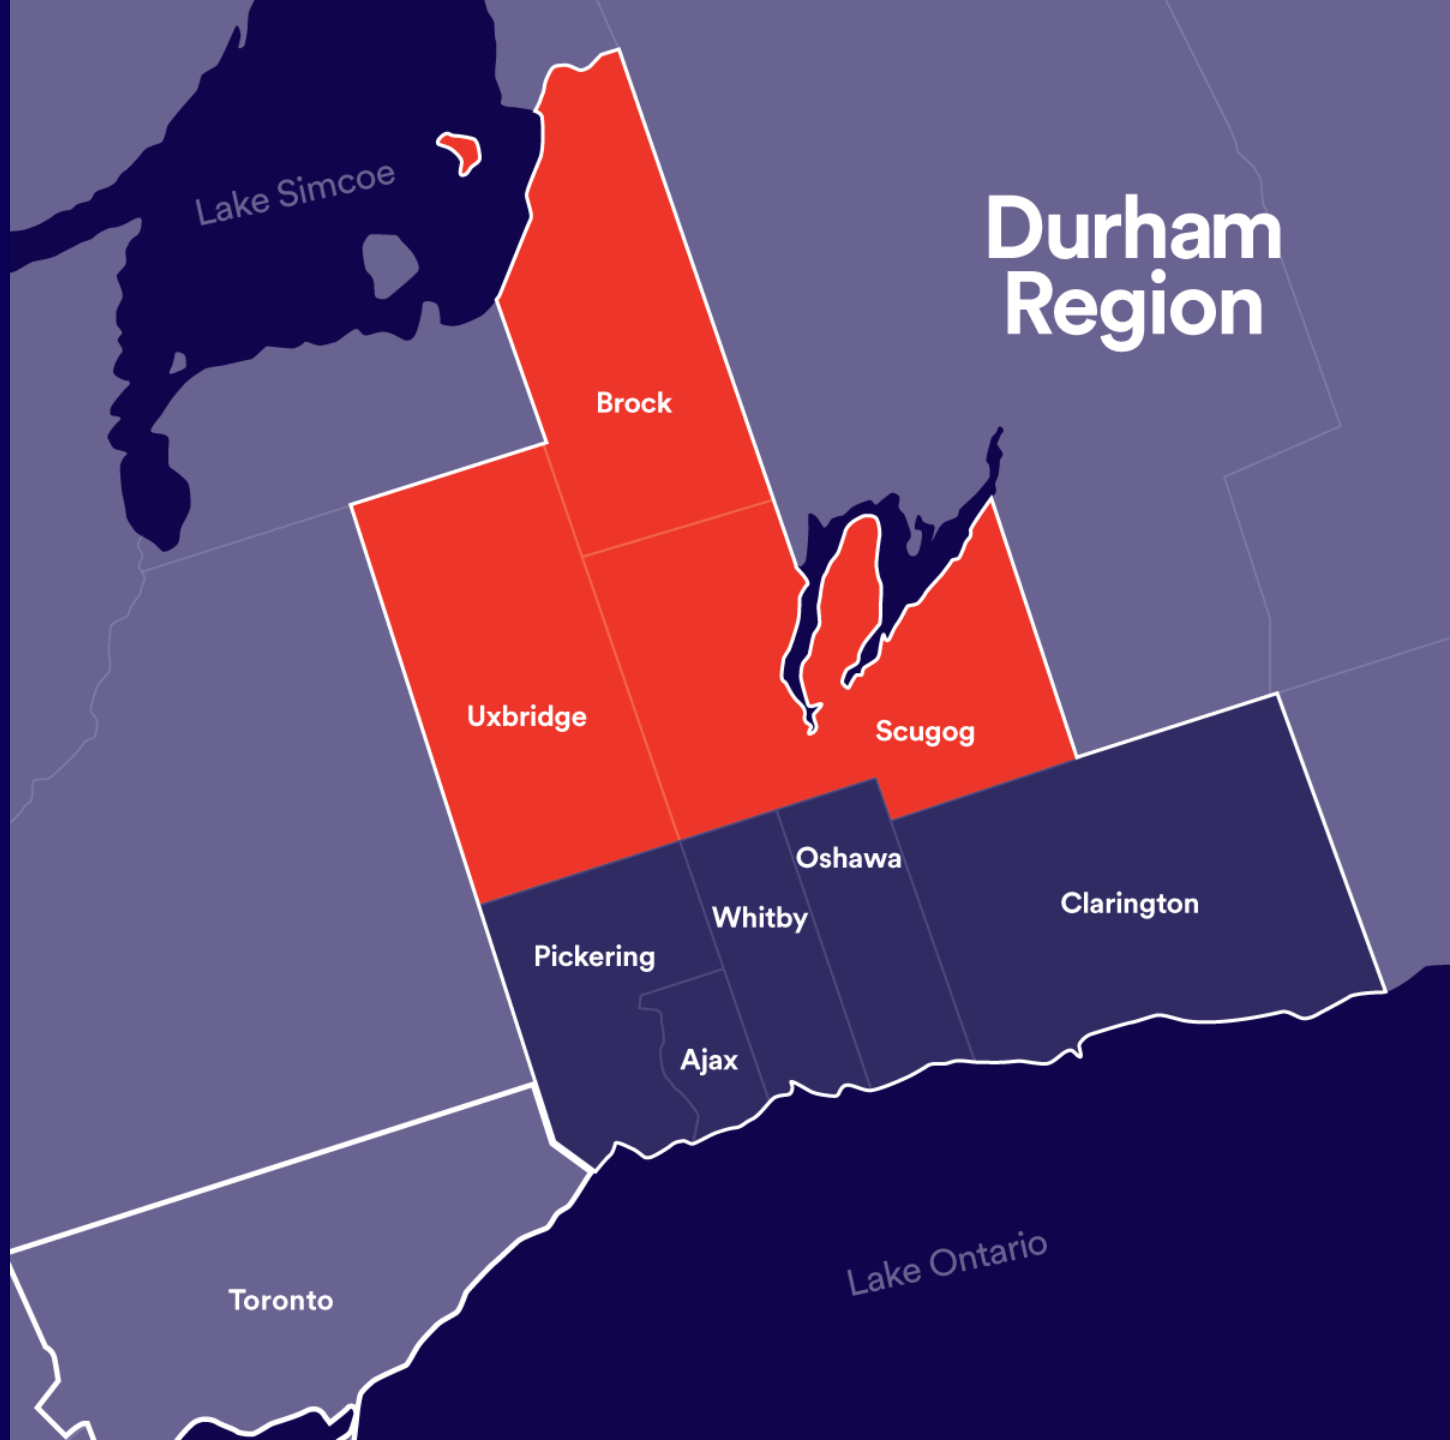 Lake Simcoe
Durham
Region
Brock
Uxbridge
Scugog
Oshawa
Whitby
Clarington
Pickering
Ajax
Lake Ontario
Toronto